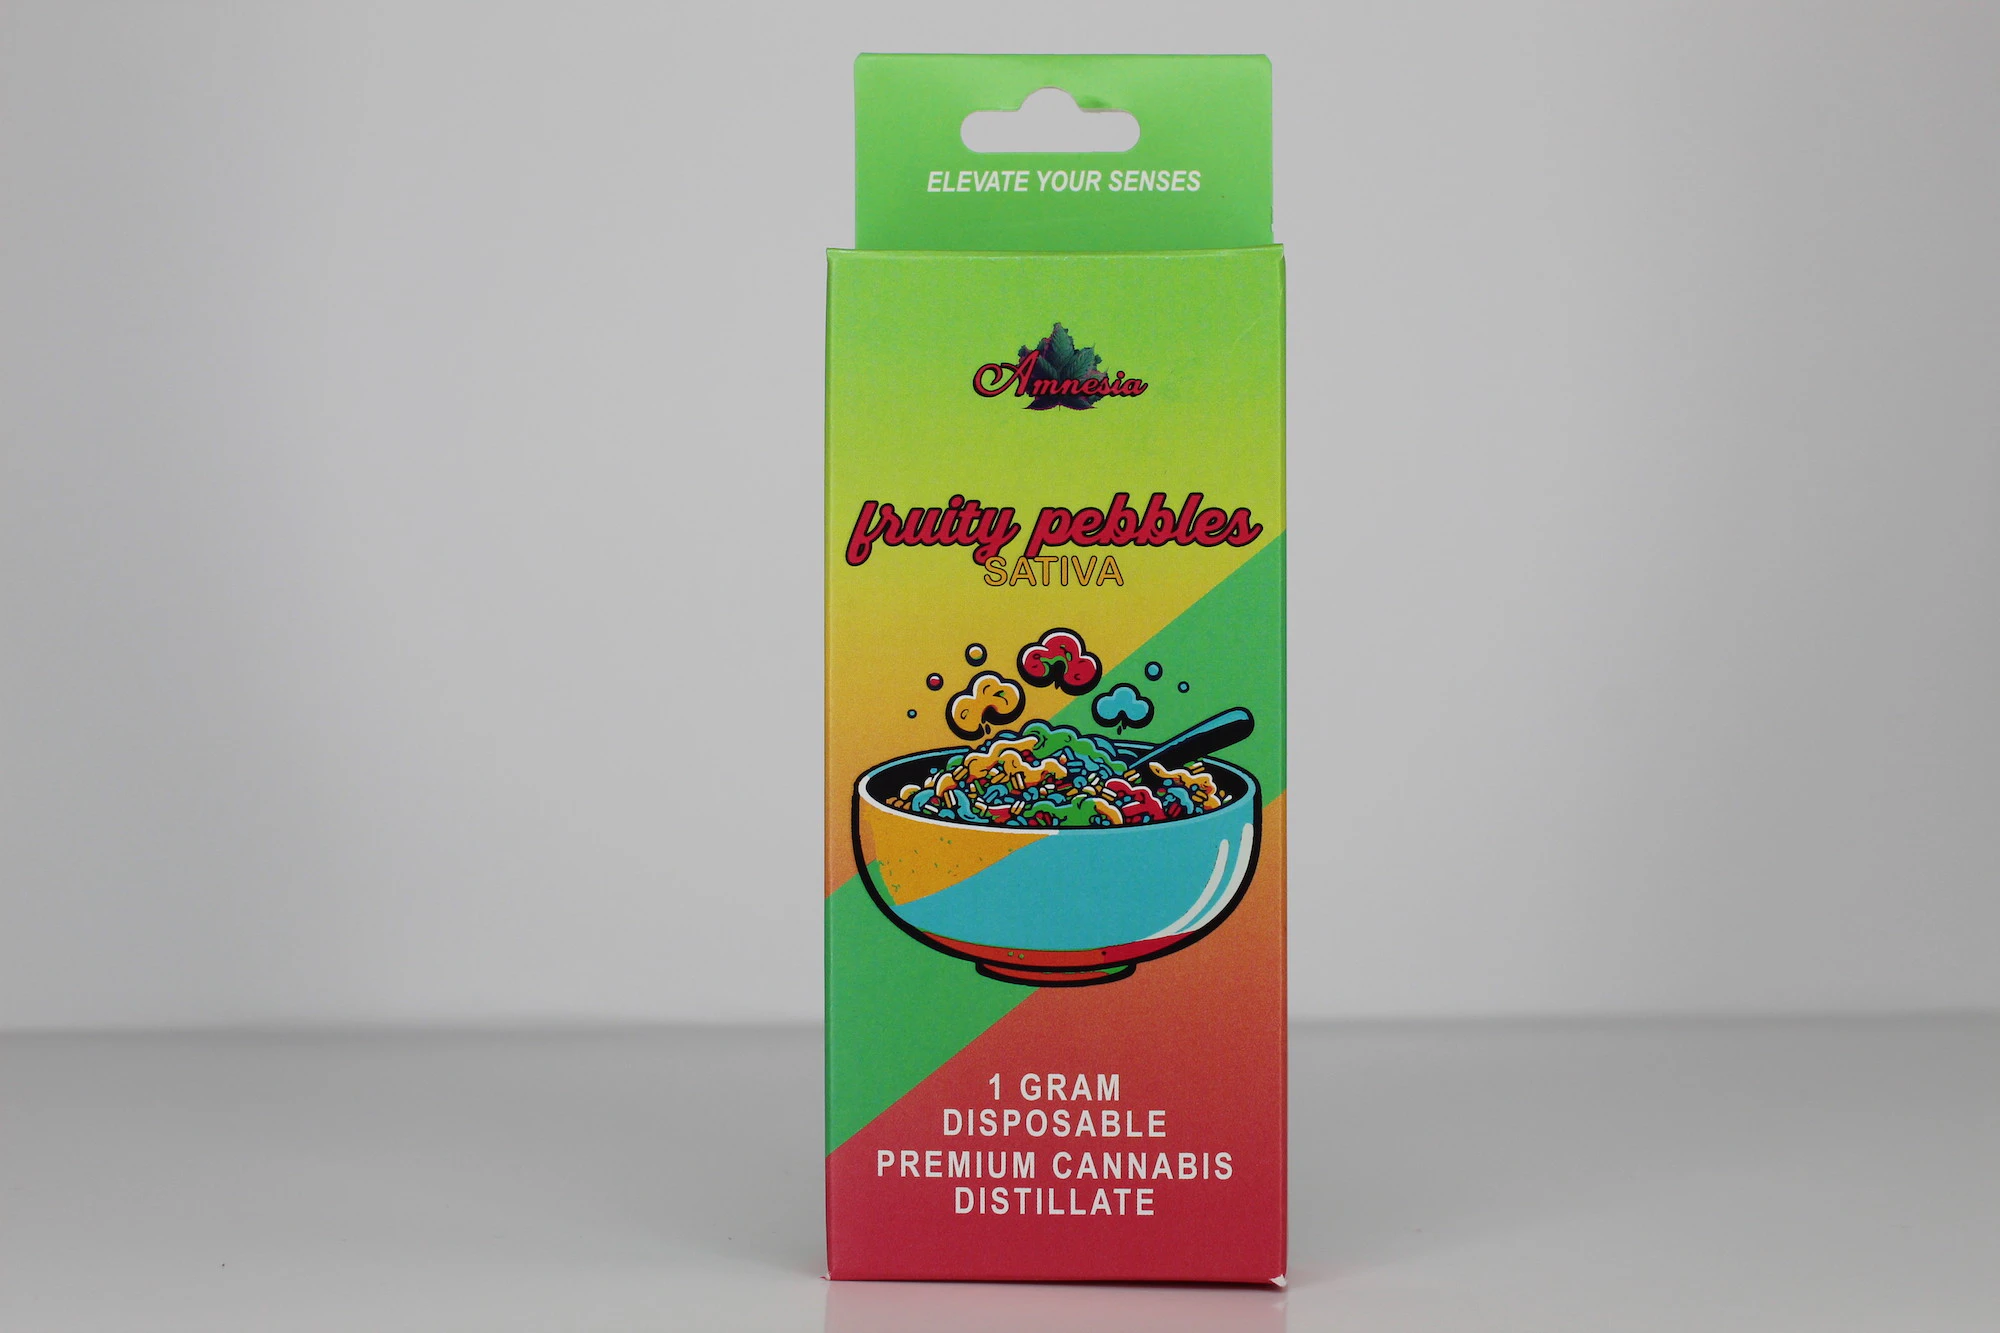 ELEVATE YOUR SENSES
Amnesia
fruity pebbles
SATIVA
1 GRAM
DISPOSABLE
PREMIUM CANNABIS
DISTILLATE